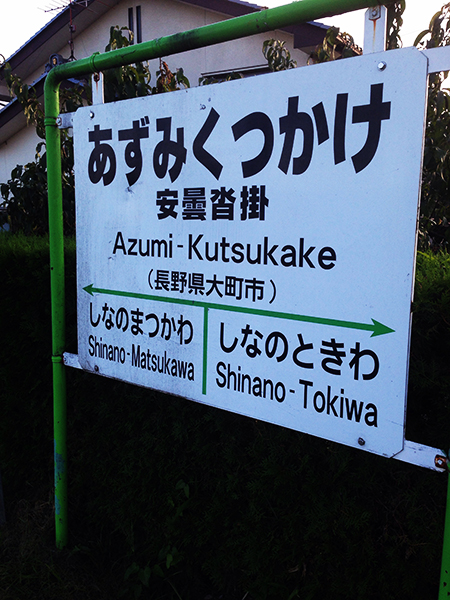 あずみくつかけ
安曇沓掛
Azumi-Kutsukake
(長野県大町市)
しなのまつかわ
Shinano-Matsukawa
しなのときわ
Shinano-Tokiwa